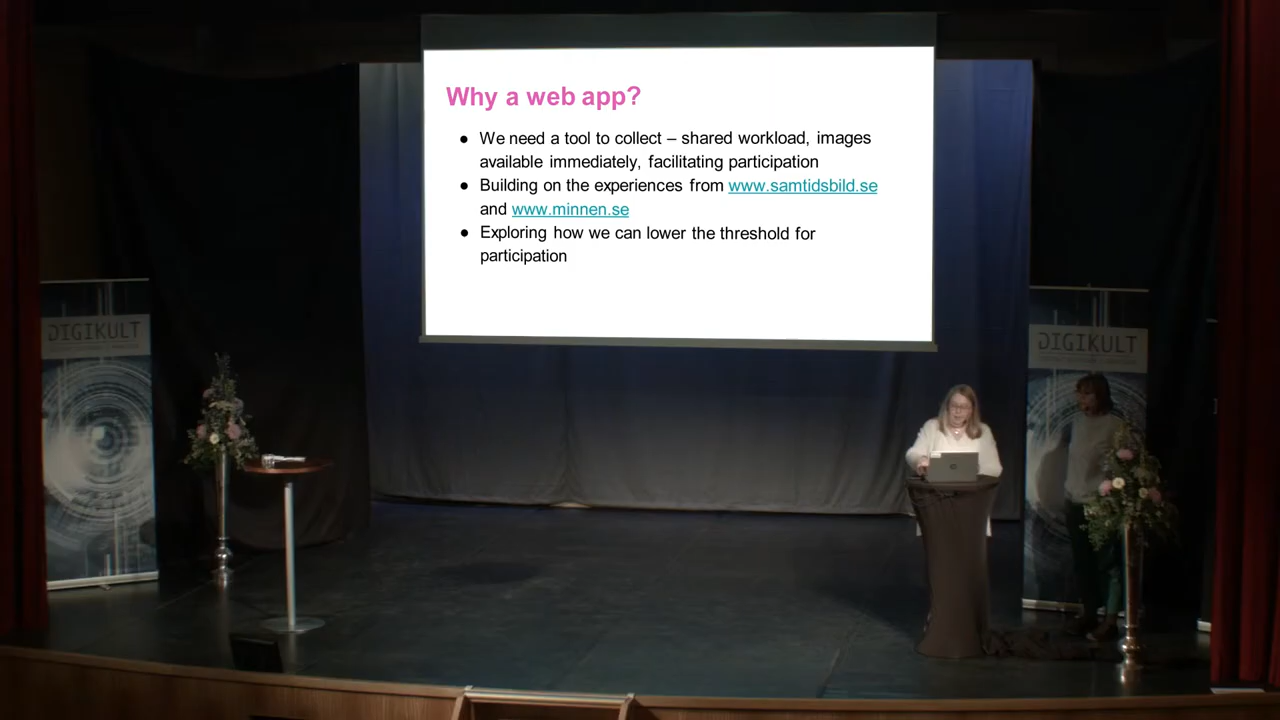 Why a web app?
● We need a tool to collect – shared workload, images
available immediately, facilitating participation
● Building on the experiences from www.samtidsbild.se
and www.minnen.se
● Exploring how we can lower the threshold for
participation
DIGIKULT
DIGIKULT